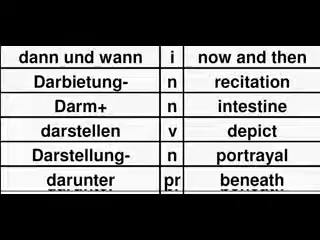 dann und wann i now and then
Darbietung- n recitation
Darm+ n intestine
darstellen v depict
Darstellung- n portrayal
darunter pr beneath